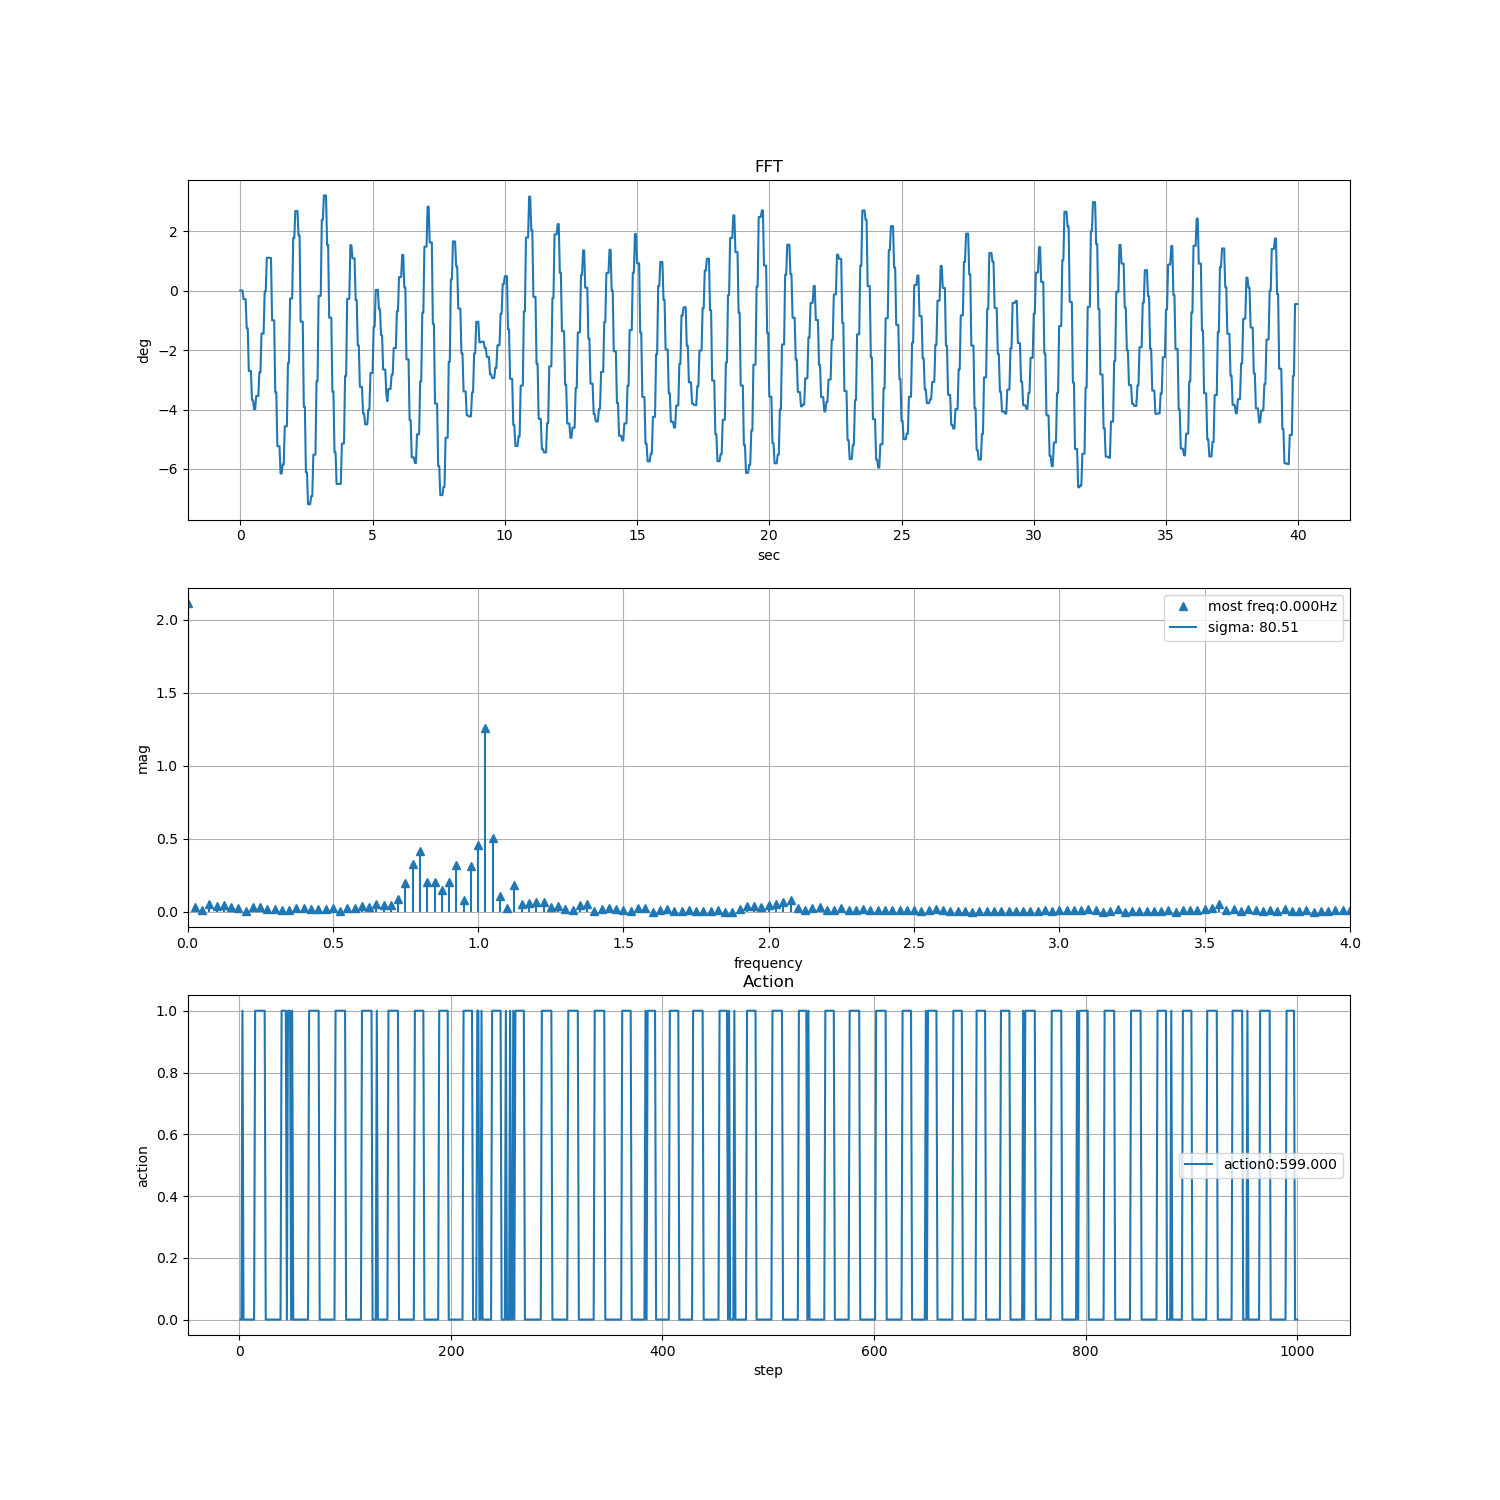 FFT
2
0
−2
−4
−6
deg
0 5 10 15 20 25 30 35 40
sec
2.0
1.5
1.0
0.5
0.0
mag
most freq:0.000Hz
sigma: 80.51
0.0 0.5 1.0 1.5 2.0 2.5 3.0 3.5 4.0
frequency
Action
1.0
0.8
0.6
0.4
0.2
0.0
action
action0:599.000
0 200 400 600 800 1000
step